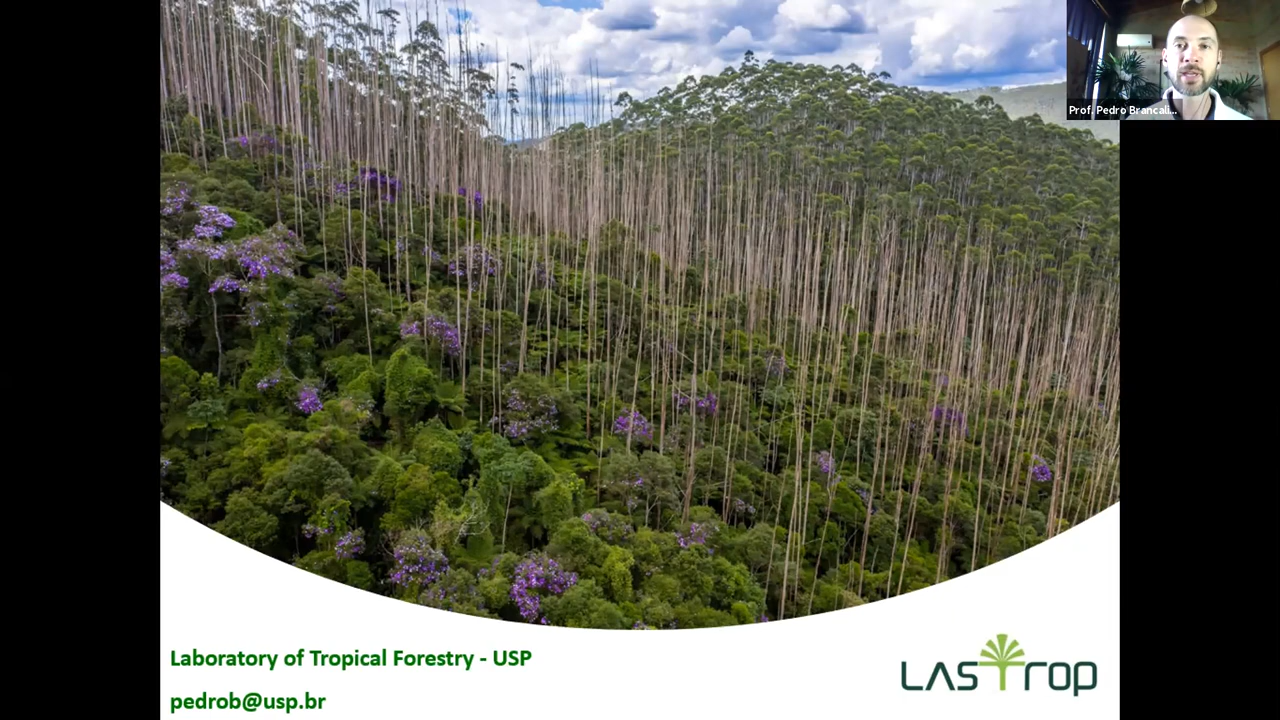 Prof. Pedro Brancali...
Laboratory of Tropical Forestry - USP
LASTROP
pedrob@usp.br